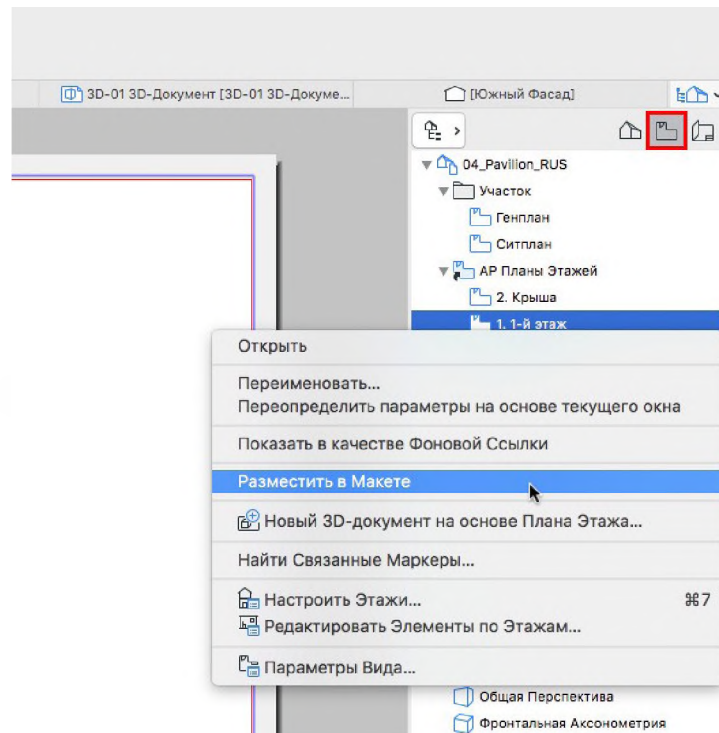 3D-01 3D-Документ [3D-01 3D-Докуме...
[Южный Фасад]
04_Pavilion_RUS
Участок
Генплан
Ситплан
АР Планы Этажей
2. Крыша
1. 1-й этаж
Открыть
Переименовать...
Переопределить параметры на основе текущего окна
Показать в качестве Фоновой Ссылки
Разместить в Макете
Новый 3D-документ на основе Плана Этажа...
Найти Связанные Маркеры...
Настроить Этажи... ⌘7
Редактировать Элементы по Этажам...
Параметры Вида...
Общая Перспектива
Фронтальная Аксонометрия